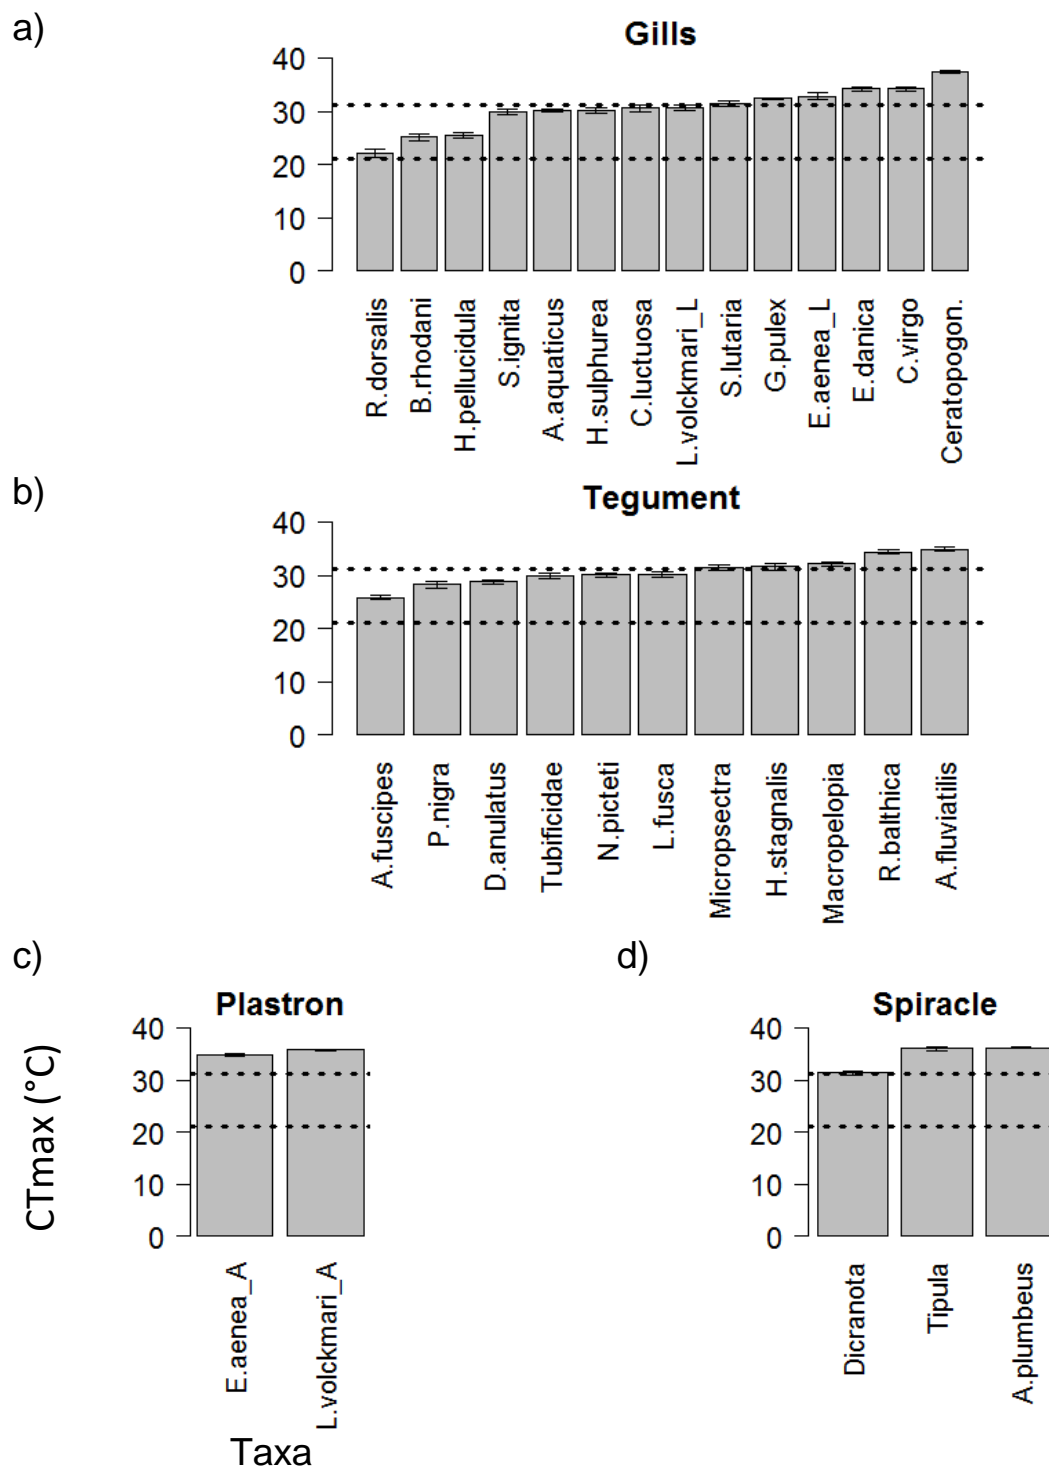 a)
Gills
40
30
20
10
0
R.dorsalis
B.rhodani
H.pellucidula
S.ignita
A.aquaticus
H.sulphurea
C.luctuosa
L.volckmari_L
S.lutaria
G.pulex
E.aenea_L
E.danica
C.virgo
Ceratopogon.
b)
Tegument
40
30
20
10
0
A.fuscipes
P.nigra
D.anulatus
Tubificidae
N.picteti
L.fusca
Micropsectra
H.stagnalis
Macropelopia
R.balthica
A.fluviatilis
c)
Plastron
CTmax (°C)
40
30
20
10
0
E.aenea_A
L.volckmari_A
Taxa
d)
Spiracle
40
30
20
10
0
Dicranota
Tipula
A.plumbeus